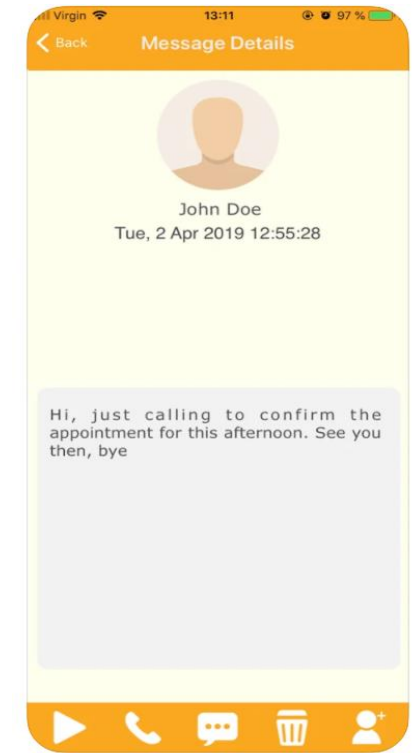 Virgin 13:11 97 %
Back Message Details
John Doe
Tue, 2 Apr 2019 12:55:28
Hi, just calling to confirm the
appointment for this afternoon. See you
then, bye